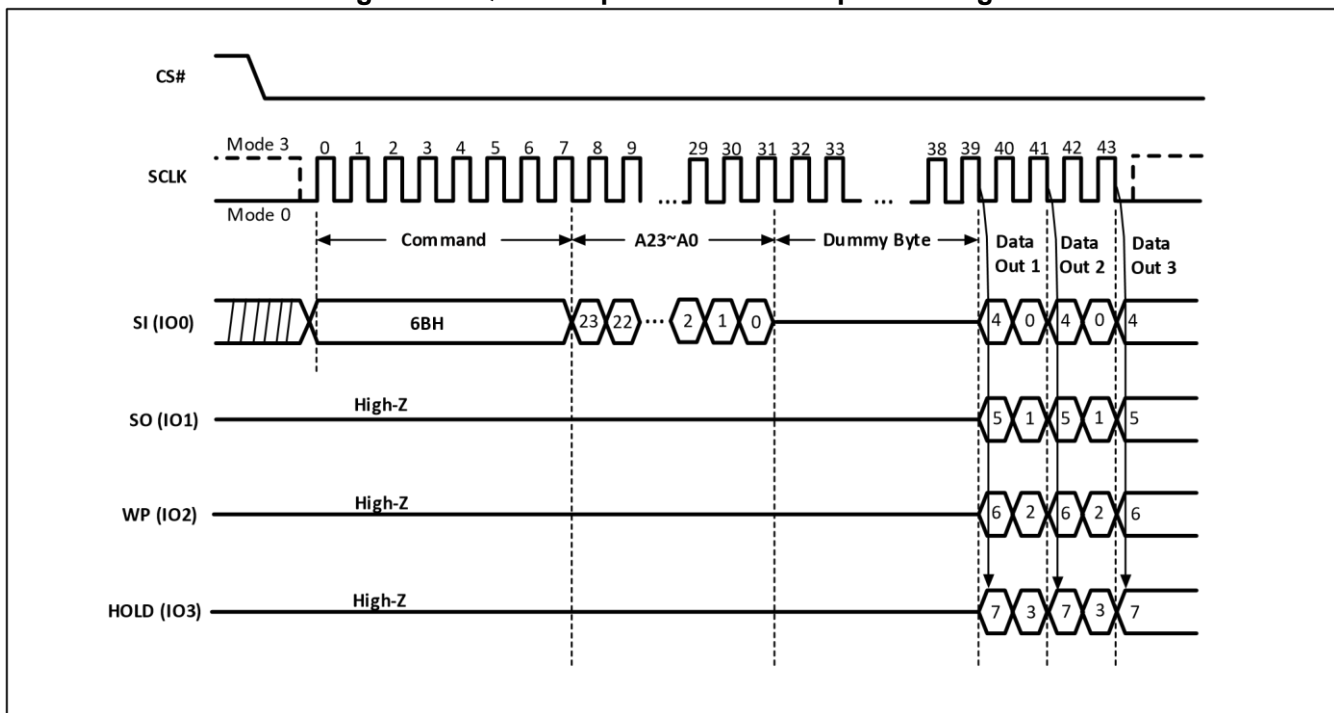 CS#
Mode 3
0 1 2 3 4 5 6 7 8 9 29 30 31 32 33 38 39 40 41 42 43
SCLK
... ...
Mode 0
Command A23~A0 Dummy Byte Data Out 1 Data Out 2 Data Out 3
SI (IO0) 6BH 23 22 ... 2 1 0 4 0 4 0 4
High-Z
SO (IO1) 5 1 5 1 5
High-Z
WP (IO2) 6 2 6 2 6
High-Z
HOLD (IO3) 7 3 7 3 7